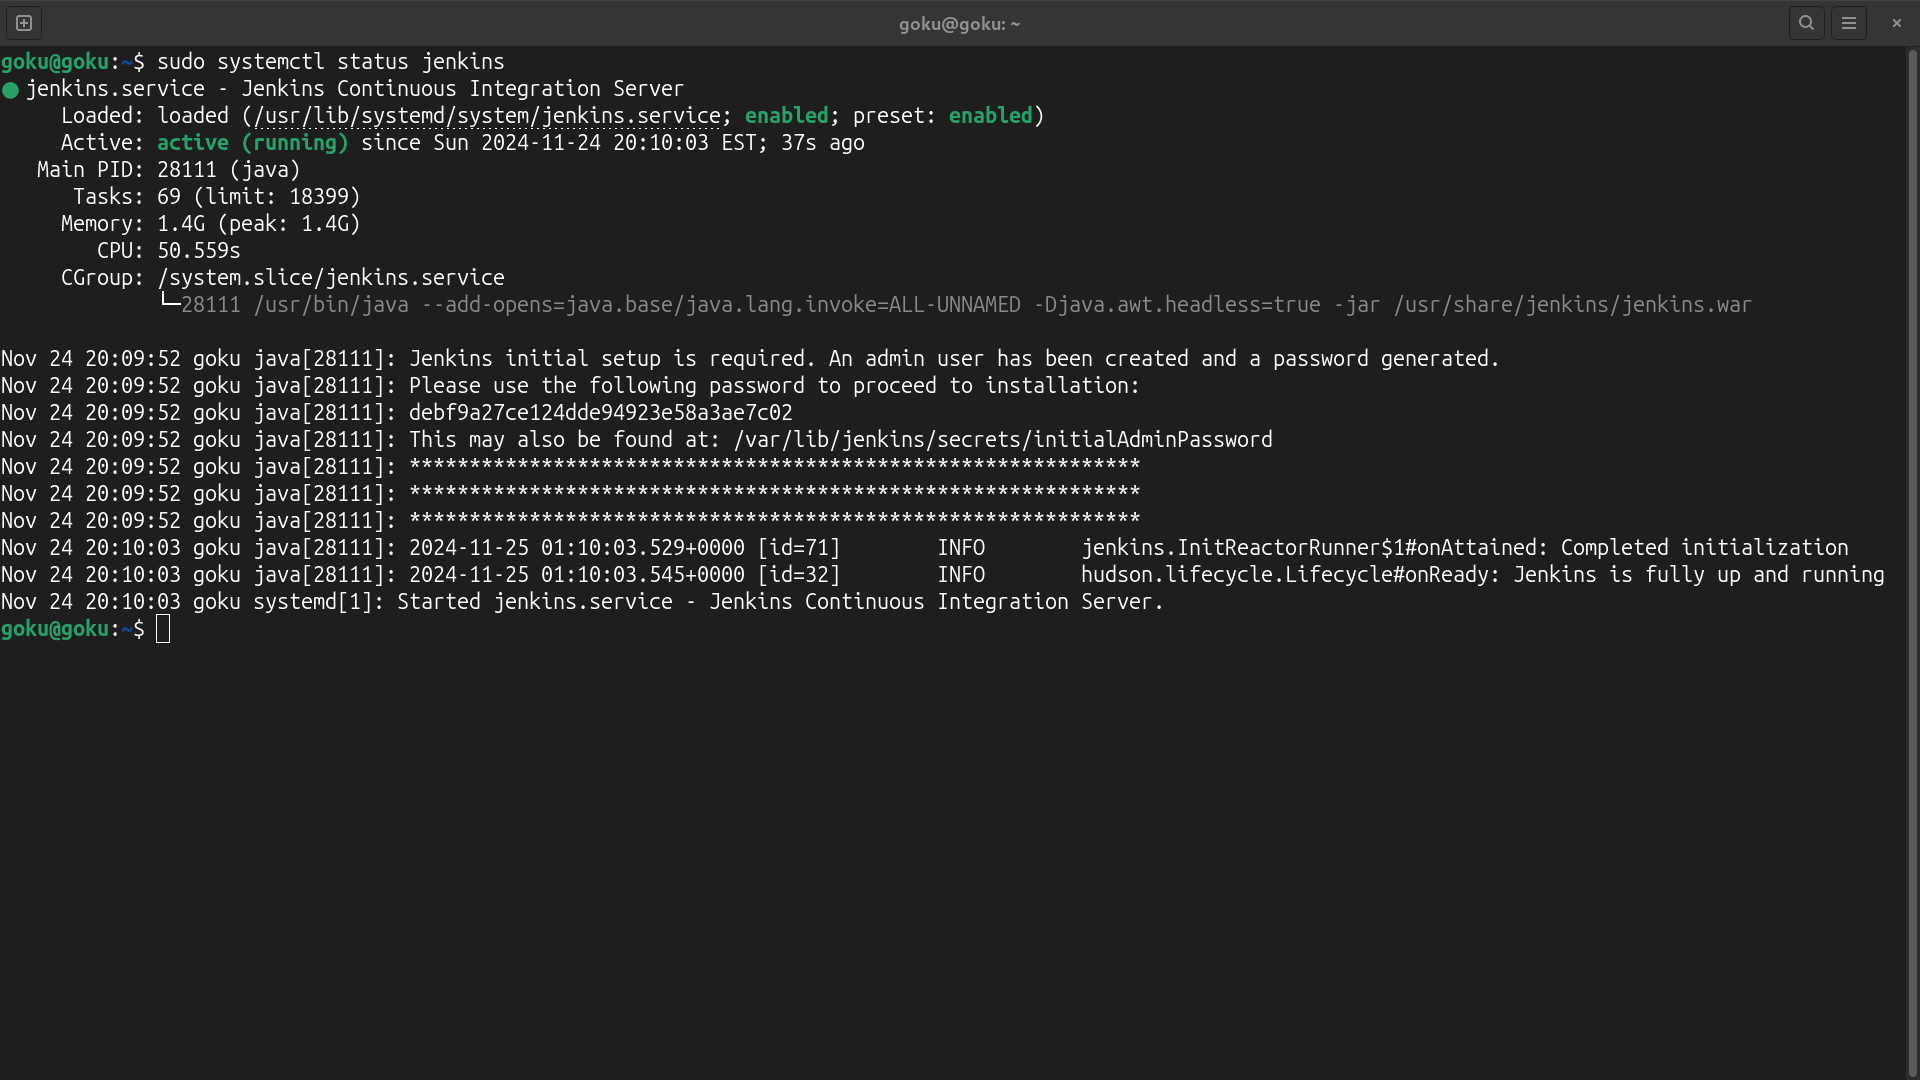 goku@goku: ~
goku@goku:~$ sudo systemctl status jenkins
● jenkins.service - Jenkins Continuous Integration Server
     Loaded: loaded (/usr/lib/systemd/system/jenkins.service; enabled; preset: enabled)
     Active: active (running) since Sun 2024-11-24 20:10:03 EST; 37s ago
   Main PID: 28111 (java)
      Tasks: 69 (limit: 18399)
     Memory: 1.4G (peak: 1.4G)
        CPU: 50.559s
     CGroup: /system.slice/jenkins.service
             └─28111 /usr/bin/java --add-opens=java.base/java.lang.invoke=ALL-UNNAMED -Djava.awt.headless=true -jar /usr/share/jenkins/jenkins.war
Nov 24 20:09:52 goku java[28111]: Jenkins initial setup is required. An admin user has been created and a password generated.
Nov 24 20:09:52 goku java[28111]: Please use the following password to proceed to installation:
Nov 24 20:09:52 goku java[28111]: debf9a27ce124dde94923e58a3ae7c02
Nov 24 20:09:52 goku java[28111]: This may also be found at: /var/lib/jenkins/secrets/initialAdminPassword
Nov 24 20:09:52 goku java[28111]: *************************************************************
Nov 24 20:09:52 goku java[28111]: *************************************************************
Nov 24 20:09:52 goku java[28111]: *************************************************************
Nov 24 20:10:03 goku java[28111]: 2024-11-25 01:10:03.529+0000 [id=71]        INFO        jenkins.InitReactorRunner$1#onAttained: Completed initialization
Nov 24 20:10:03 goku java[28111]: 2024-11-25 01:10:03.545+0000 [id=32]        INFO        hudson.lifecycle.Lifecycle#onReady: Jenkins is fully up and running
Nov 24 20:10:03 goku systemd[1]: Started jenkins.service - Jenkins Continuous Integration Server.
goku@goku:~$